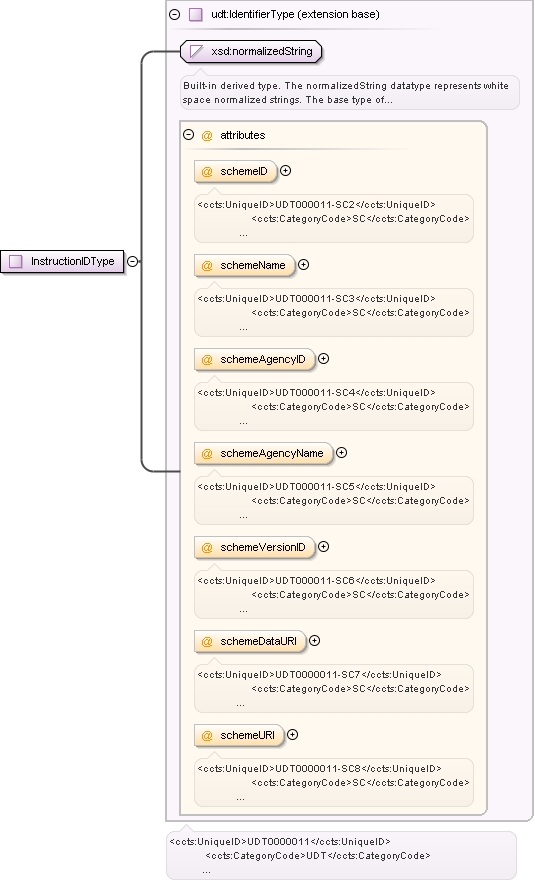 udt:IdentifierType (extension base)
xsd:normalizedString
Built-in derived type. The normalizedString datatype represents white
space normalized strings. The base type of...
@ attributes
@ schemeID
<ccts:UniqueID>UDT000011-SC2</ccts:UniqueID>
<ccts:CategoryCode>SC</ccts:CategoryCode>
...
InstructionIDType
@ schemeName
<ccts:UniqueID>UDT000011-SC3</ccts:UniqueID>
<ccts:CategoryCode>SC</ccts:CategoryCode>
...
@ schemeAgencyID
<ccts:UniqueID>UDT000011-SC4</ccts:UniqueID>
<ccts:CategoryCode>SC</ccts:CategoryCode>
...
@ schemeAgencyName
<ccts:UniqueID>UDT000011-SC5</ccts:UniqueID>
<ccts:CategoryCode>SC</ccts:CategoryCode>
...
@ schemeVersionID
<ccts:UniqueID>UDT000011-SC6</ccts:UniqueID>
<ccts:CategoryCode>SC</ccts:CategoryCode>
...
@ schemeDataURI
<ccts:UniqueID>UDT0000011-SC7</ccts:UniqueID>
<ccts:CategoryCode>SC</ccts:CategoryCode>
...
@ schemeURI
<ccts:UniqueID>UDT0000011-SC8</ccts:UniqueID>
<ccts:CategoryCode>SC</ccts:CategoryCode>
...
<ccts:UniqueID>UDT0000011</ccts:UniqueID>
<ccts:CategoryCode>UDT</ccts:CategoryCode>
...